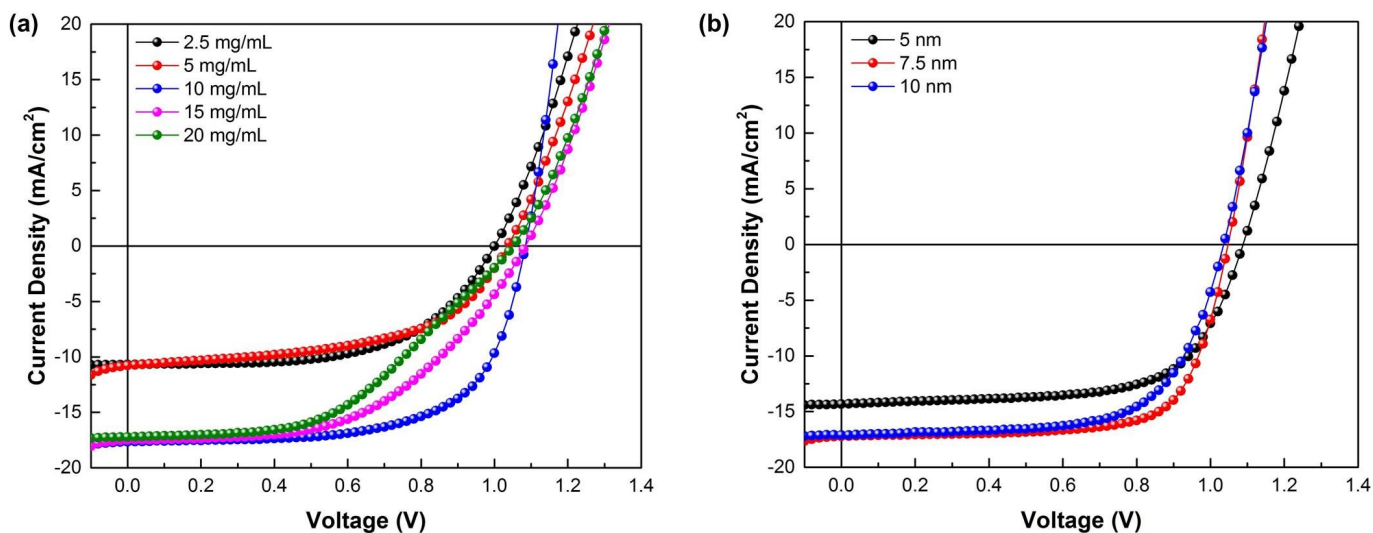 (a)
2.5 mg/mL
5 mg/mL
10 mg/mL
15 mg/mL
20 mg/mL
Current Density (mA/cm²)
20
15
10
5
0
-5
-10
-15
-20
0.0 0.2 0.4 0.6 0.8 1.0 1.2 1.4
Voltage (V)
(b)
5 nm
7.5 nm
10 nm
Current Density (mA/cm²)
20
15
10
5
0
-5
-10
-15
-20
0.0 0.2 0.4 0.6 0.8 1.0 1.2 1.4
Voltage (V)